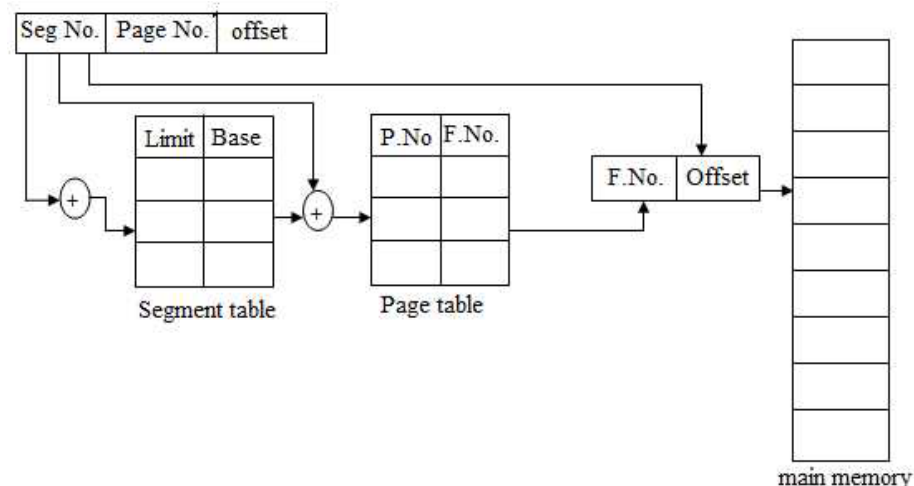 Seg No. Page No. offset
Limit Base
P.No F.No.
F.No. Offset
+
+
Segment table
Page table
main memory